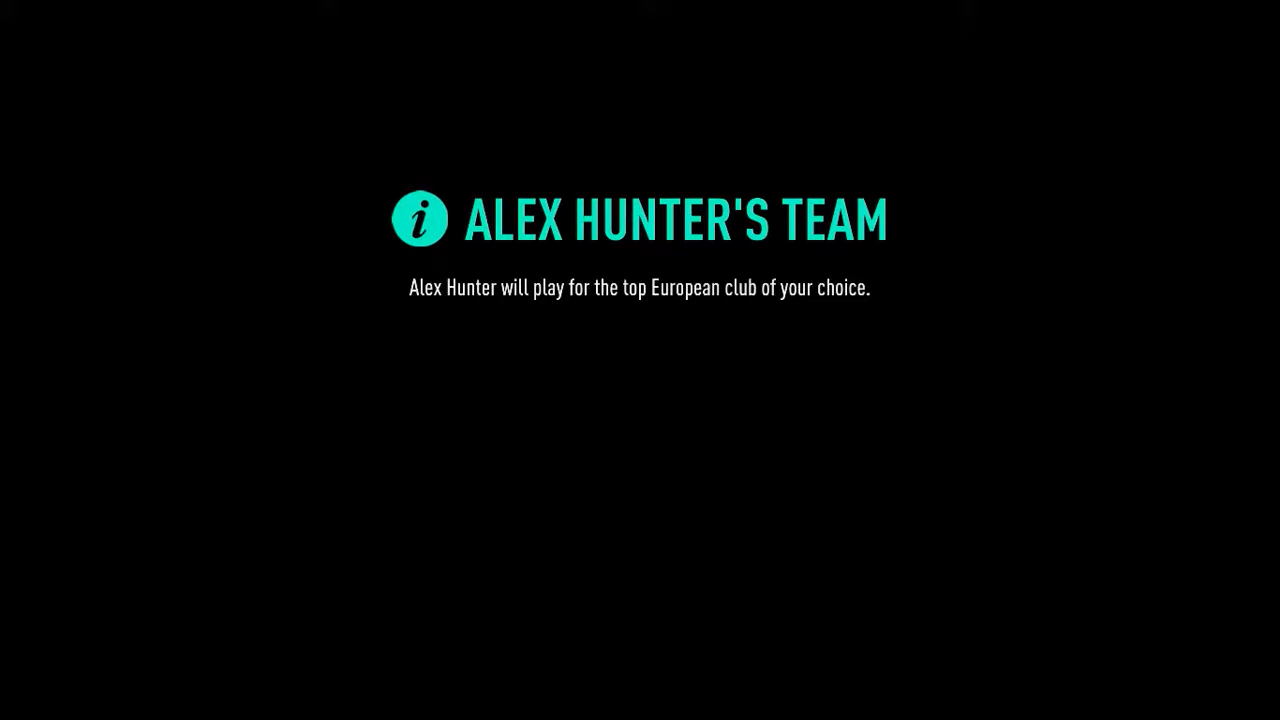 i ALEX HUNTER'S TEAM
Alex Hunter will play for the top European club of your choice.